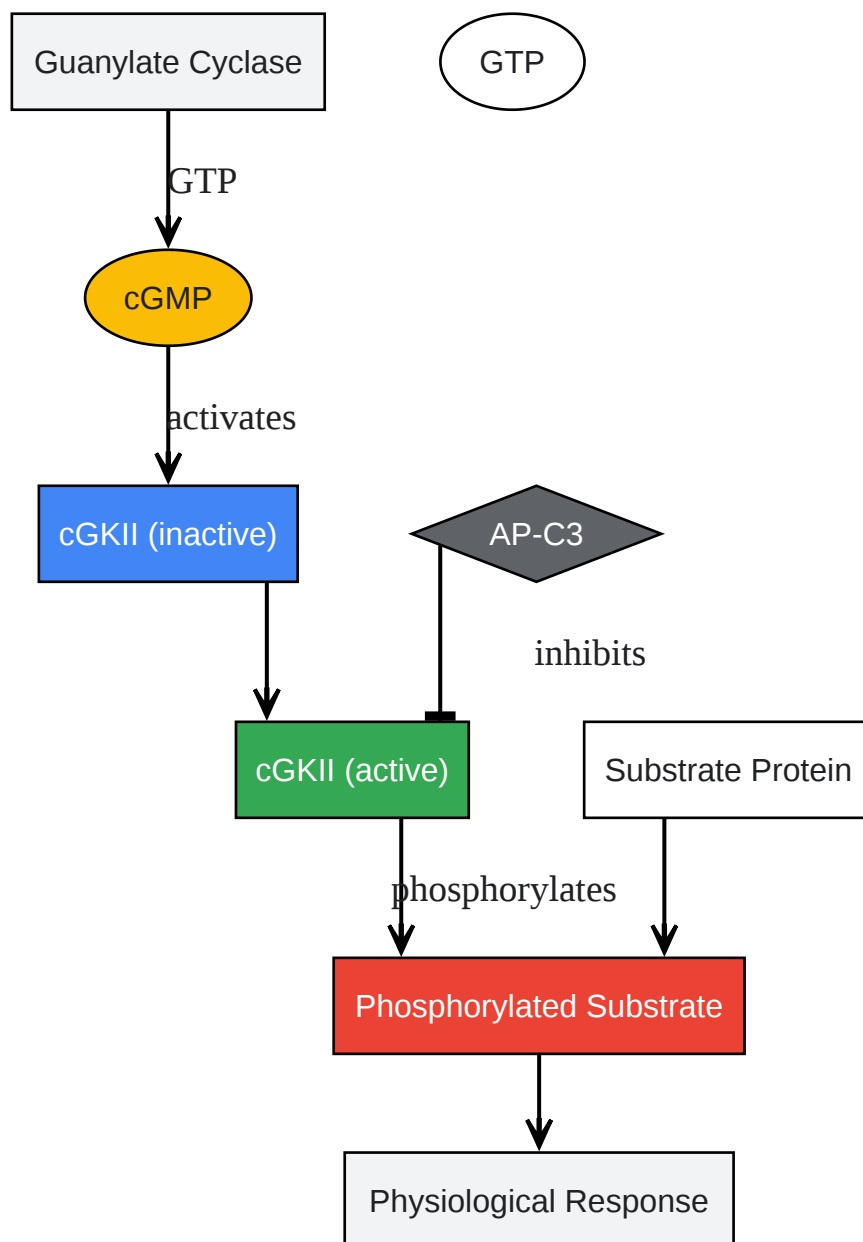 Guanylate Cyclase
GTP
GTP
cGMP
activates
cGKII (inactive)
AP-C3
inhibits
cGKII (active)
Substrate Protein
phosphorylates
Phosphorylated Substrate
Physiological Response